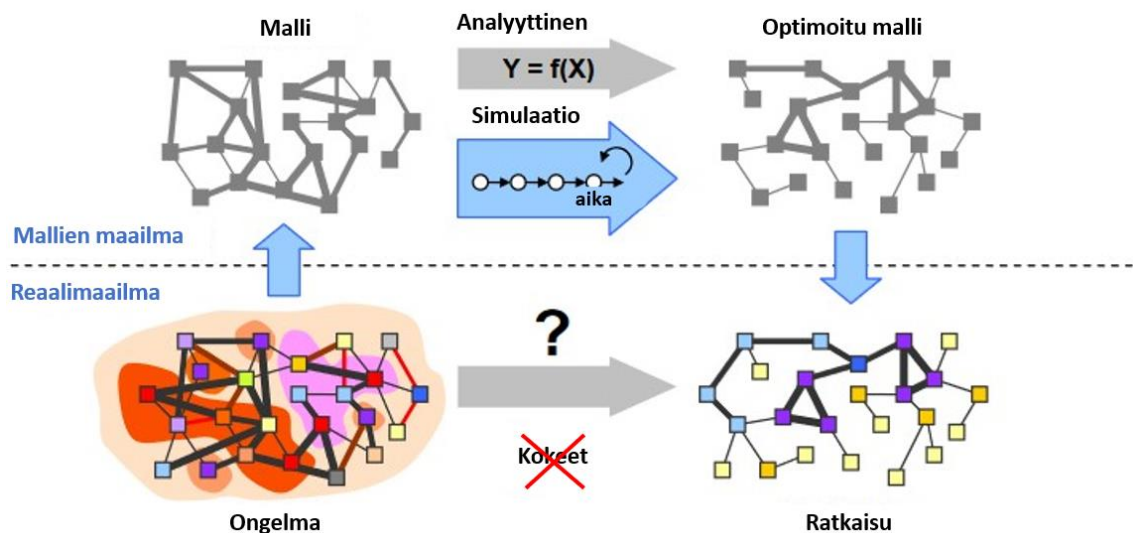 Malli
Analyyttinen
Optimoitu malli
Y = f(X)
Simulaatio
aika
Mallien maailma
Reaalimaailma
?
Kokeet
Ongelma
Ratkaisu